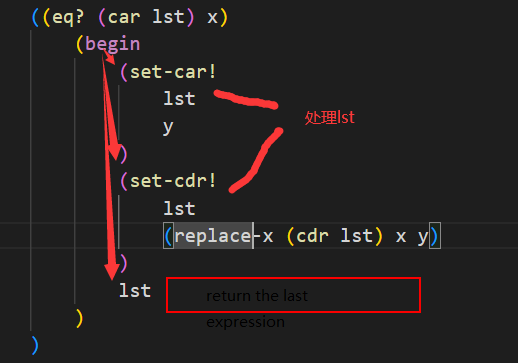 ((eq? (car lst) x)
(begin
(set-car!
lst
y
)
处理lst
(set-cdr!
lst
(replace-x (cdr lst) x y)
)
lst
return the last
expression
)
)